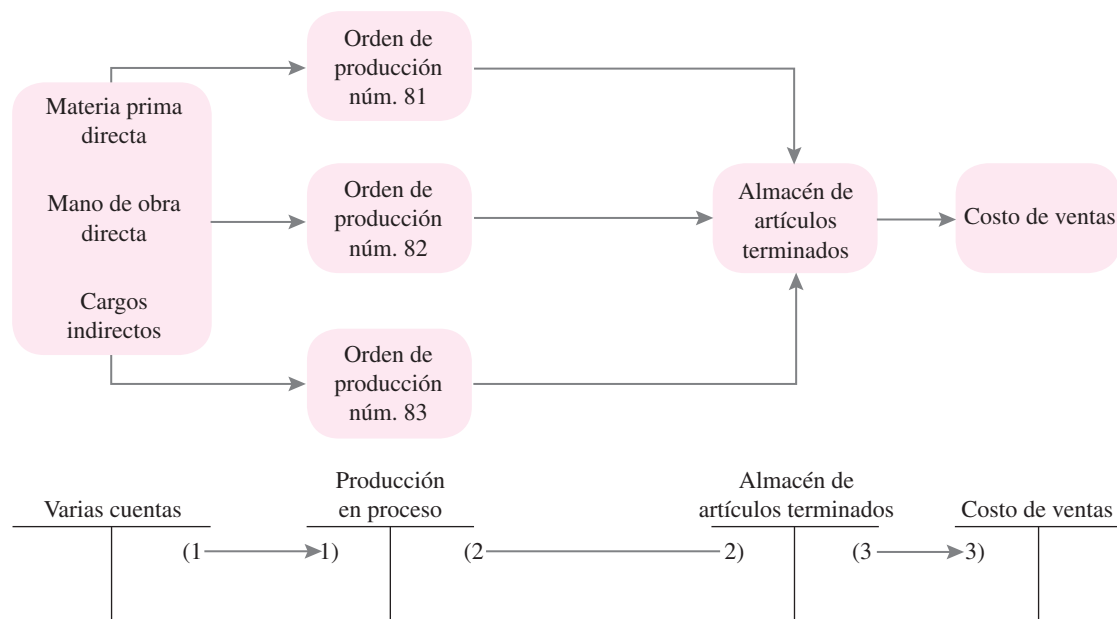 Orden de
producción
núm. 81
Materia prima
directa
Mano de obra
directa
Cargos
indirectos
Orden de
producción
núm. 82
Almacén de
artículos
terminados
Costo de ventas
Orden de
producción
núm. 83
Varias cuentas
Producción
en proceso
Almacén de
artículos terminados
Costo de ventas
(1 1) (2 2) (3 3)